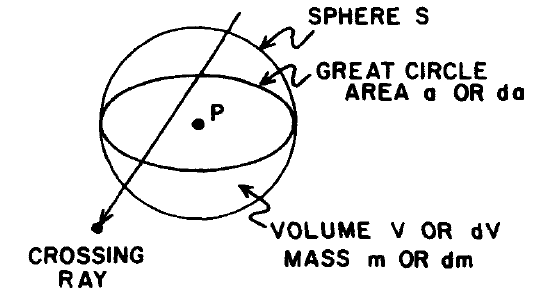 SPHERE S
GREAT CIRCLE
AREA a OR da
P
VOLUME V OR dV
MASS m OR dm
CROSSING
RAY